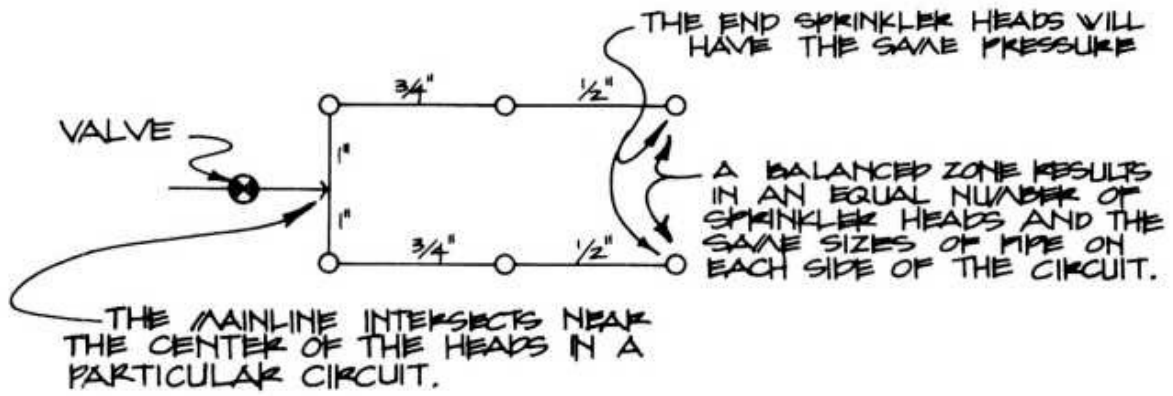 THE END SPRINKLER HEADS WILL
HAVE THE SAME PRESSURE
3/4"
1/2"
VALVE
1"
1"
A BALANCED ZONE RESULTS
IN AN EQUAL NUMBER OF
SPRINKLER HEADS AND THE
SAME SIZES OF PIPE ON
EACH SIDE OF THE CIRCUIT.
3/4"
1/2"
THE MAINLINE INTERSECTS NEAR
THE CENTER OF THE HEADS IN A
PARTICULAR CIRCUIT.